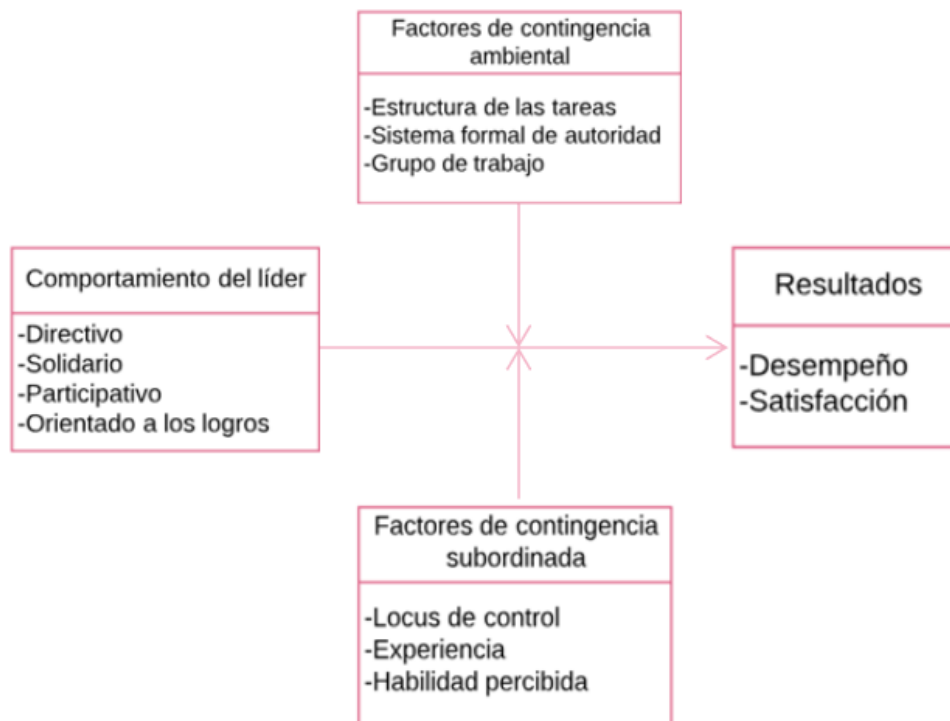 Factores de contingencia
ambiental
-Estructura de las tareas
-Sistema formal de autoridad
-Grupo de trabajo
Comportamiento del líder
-Directivo
-Solidario
-Participativo
-Orientado a los logros
Resultados
-Desempeño
-Satisfacción
Factores de contingencia
subordinada
-Locus de control
-Experiencia
-Habilidad percibida